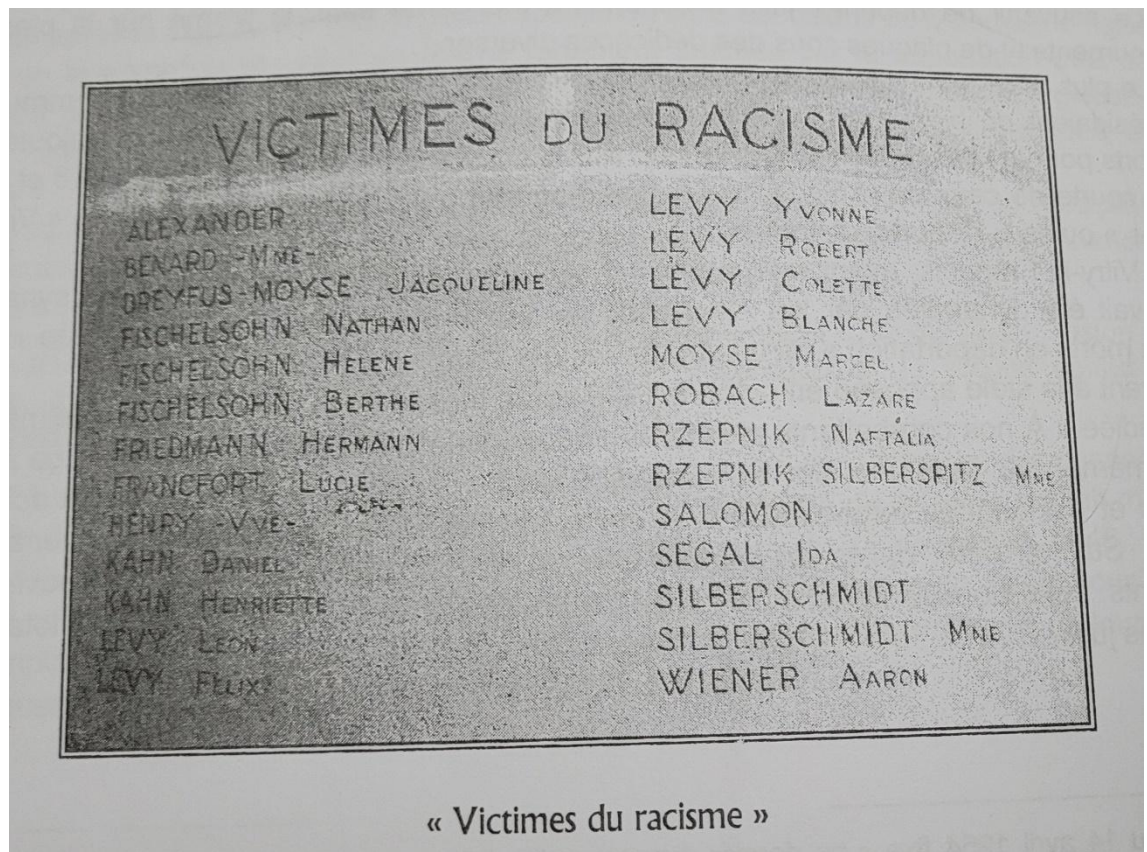 VICTIMES DU RACISME
ALEXANDER
BENARD -MME-
DREYFUS-MOYSE JACQUELINE
FISCHELSOHN NATHAN
FISCHELSOHN HELENE
FISCHELSOHN BERTHE
FRIEDMANN HERMANN
FRANCFORT LUCIE
HENRY -VVE-
KAHN DANIEL
KAHN HENRIETTE
LEVY LEON
LEVY FELIX
LEVY YVONNE
LEVY ROBERT
LEVY COLETTE
LEVY BLANCHE
MOYSE MARCEL
ROBACH LAZARE
RZEPNIK NAFTALIA
RZEPNIK SILBERSPITZ MME
SALOMON
SEGAL IDA
SILBERSCHMIDT
SILBERSCHMIDT MME
WIENER AARON
« Victimes du racisme »